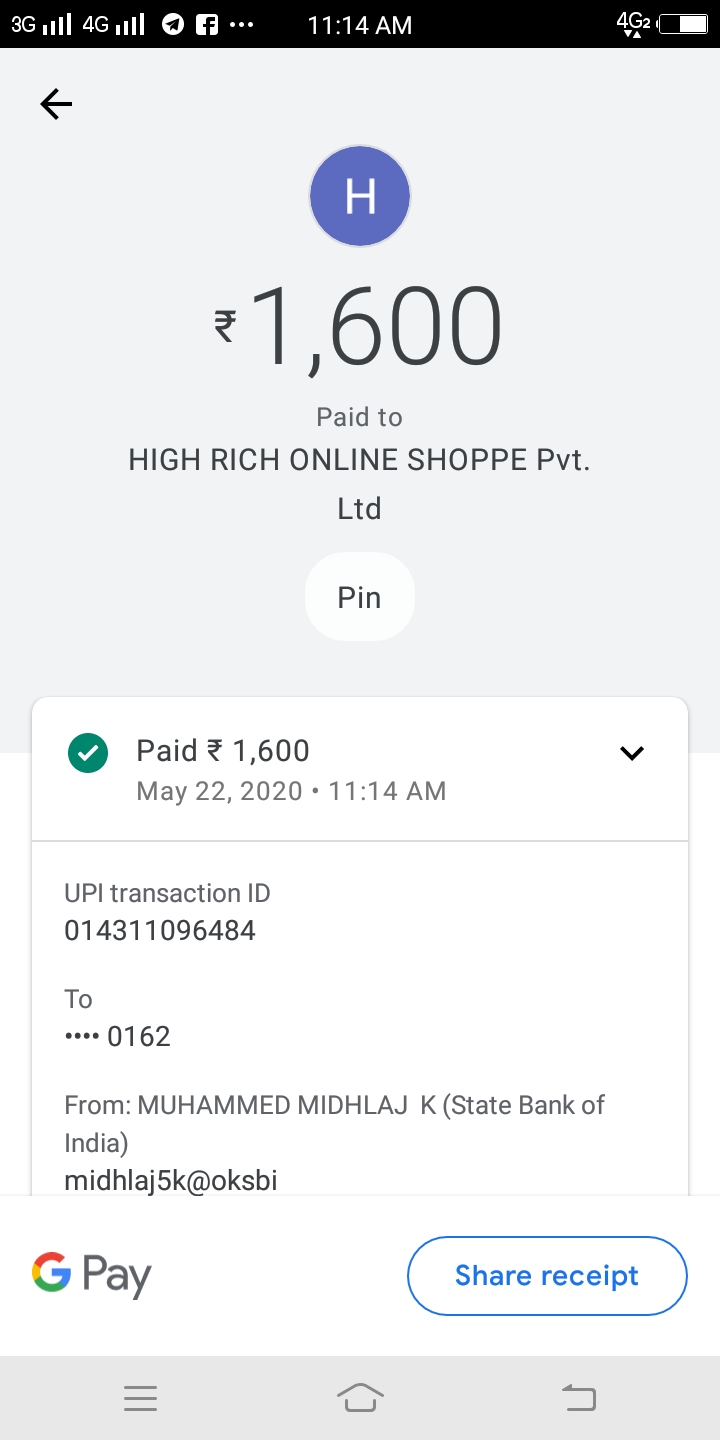 3G 4G 11:14 AM 4G2
H
₹1,600
Paid to
HIGH RICH ONLINE SHOPPE Pvt.
Ltd
Pin
Paid ₹ 1,600
May 22, 2020 • 11:14 AM
UPI transaction ID
014311096484
To
•••• 0162
From: MUHAMMED MIDHLAJ K (State Bank of
India)
midhlaj5k@oksbi
G Pay
Share receipt